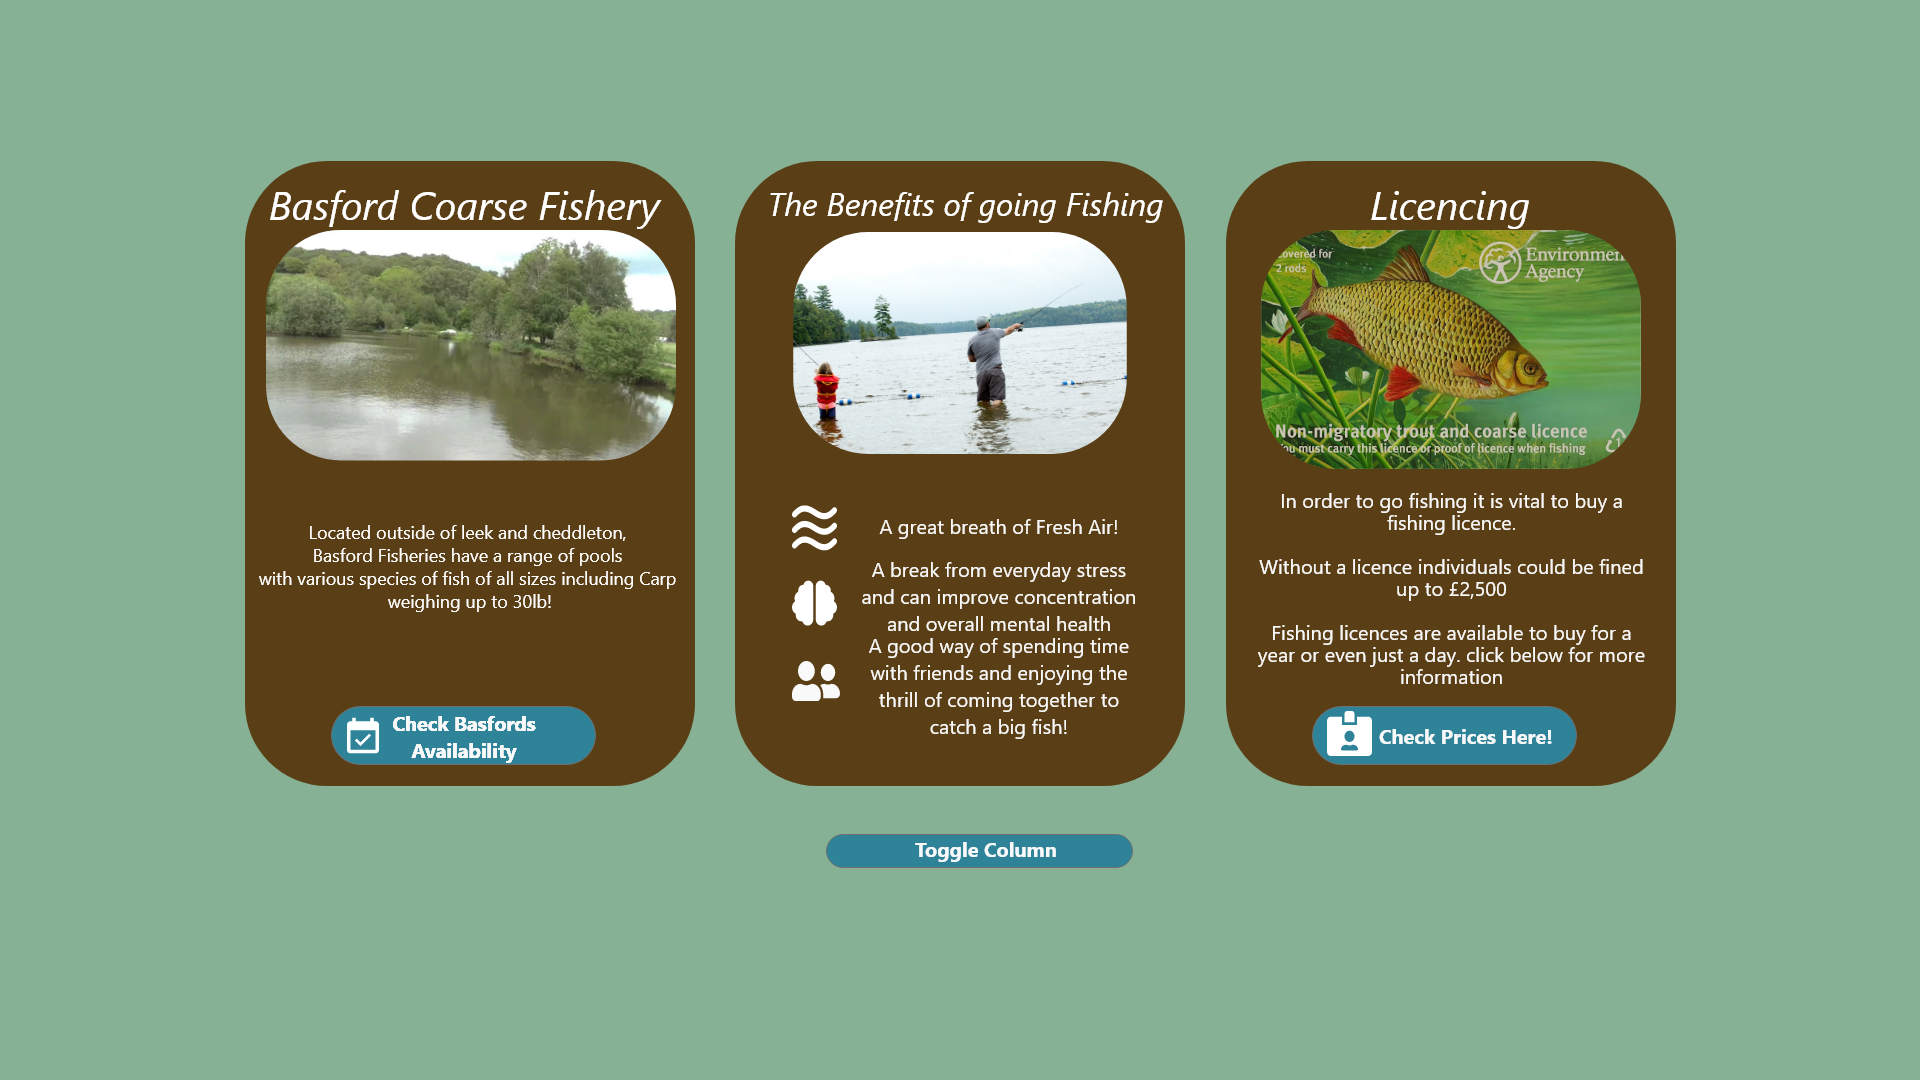 Basford Coarse Fishery
Located outside of leek and cheddleton,
Basford Fisheries have a range of pools
with various species of fish of all sizes including Carp
weighing up to 30lb!
Check Basfords
Availability
The Benefits of going Fishing
A great breath of Fresh Air!
A break from everyday stress
and can improve concentration
and overall mental health
A good way of spending time
with friends and enjoying the
thrill of coming together to
catch a big fish!
Licencing
covered for
2 rods
Environmen
Agency
Non-migratory trout and coarse licence
You must carry this licence or proof of licence when fishing
In order to go fishing it is vital to buy a
fishing licence.
Without a licence individuals could be fined
up to £2,500
Fishing licences are available to buy for a
year or even just a day. click below for more
information
Check Prices Here!
Toggle Column